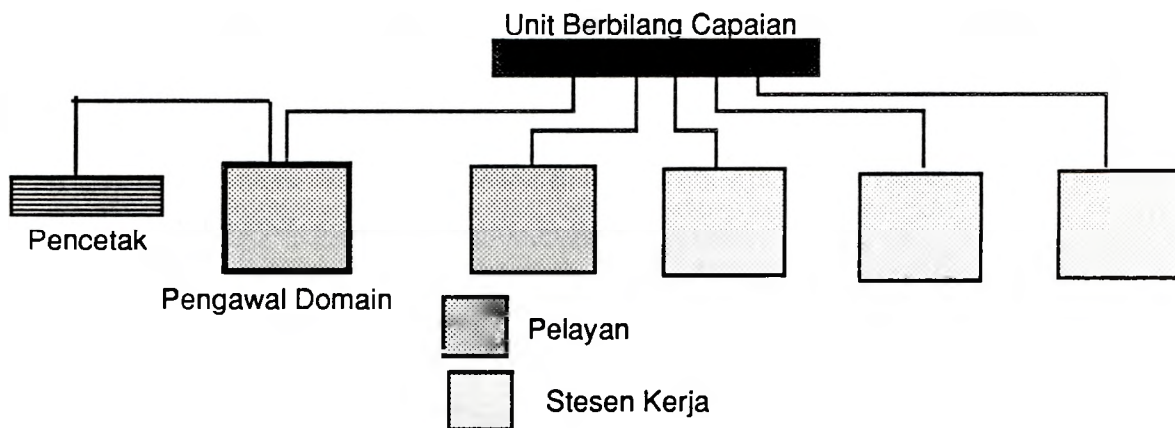 Unit Berbilang Capaian
Pencetak
Pengawal Domain
Pelayan
Stesen Kerja